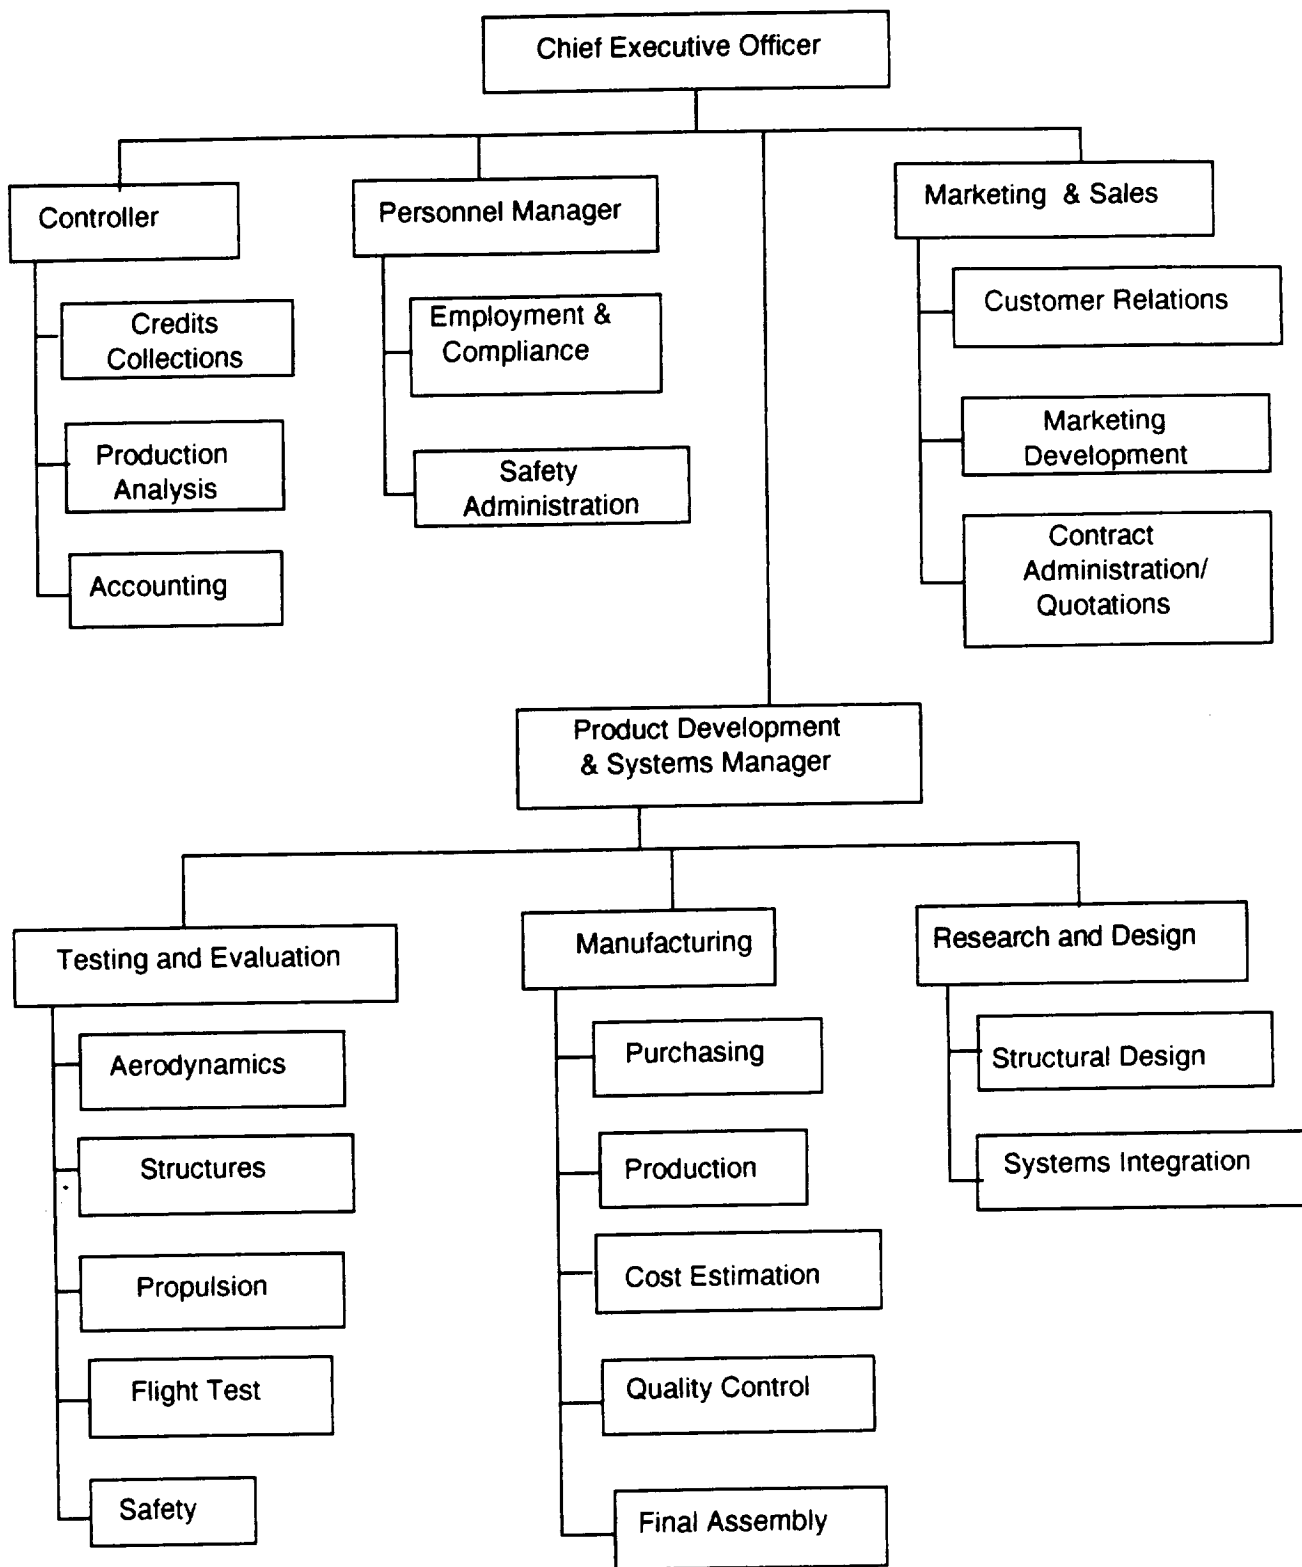 Chief Executive Officer
Controller
Credits
Collections
Production
Analysis
Accounting
Personnel Manager
Employment &
Compliance
Safety
Administration
Marketing & Sales
Customer Relations
Marketing
Development
Contract
Administration/
Quotations
Product Development
& Systems Manager
Testing and Evaluation
Aerodynamics
Structures
Propulsion
Flight Test
Safety
Manufacturing
Purchasing
Production
Cost Estimation
Quality Control
Final Assembly
Research and Design
Structural Design
Systems Integration